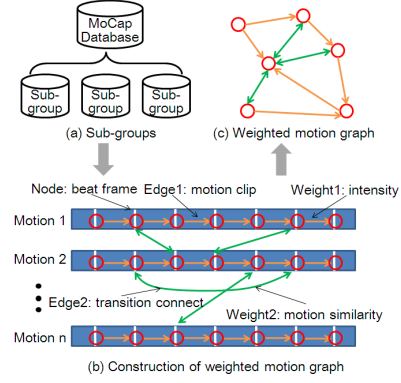 MoCap
Database
Sub-
group
Sub-
group
Sub-
group
(a) Sub-groups
(c) Weighted motion graph
Node: beat frame
Edge1: motion clip
Weight1: intensity
Motion 1
Motion 2
Edge2: transition connect
Weight2: motion similarity
Motion n
(b) Construction of weighted motion graph